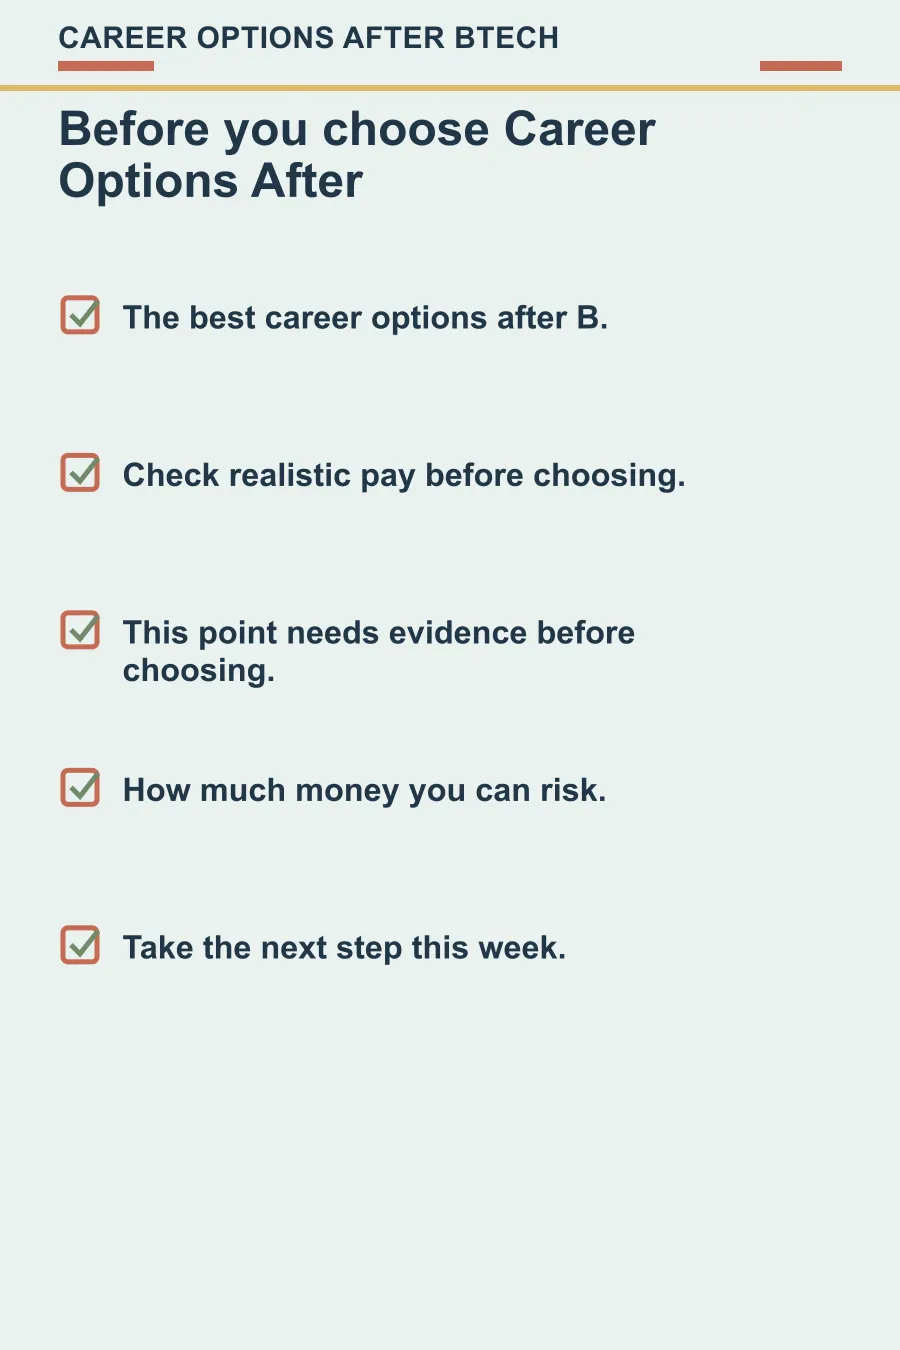 CAREER OPTIONS AFTER BTECH
Before you choose Career
Options After
The best career options after B.
Check realistic pay before choosing.
This point needs evidence before
choosing.
How much money you can risk.
Take the next step this week.